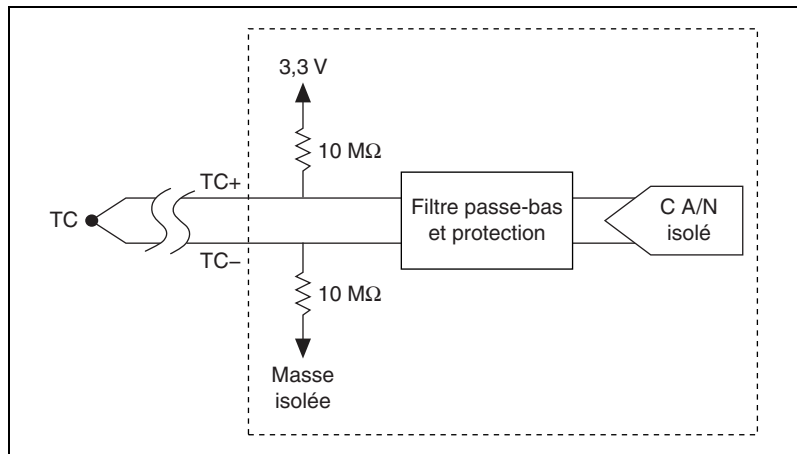 3,3 V
10 MΩ
TC+
TC
TC−
Filtre passe-bas
et protection
C A/N
isolé
10 MΩ
Masse
isolée